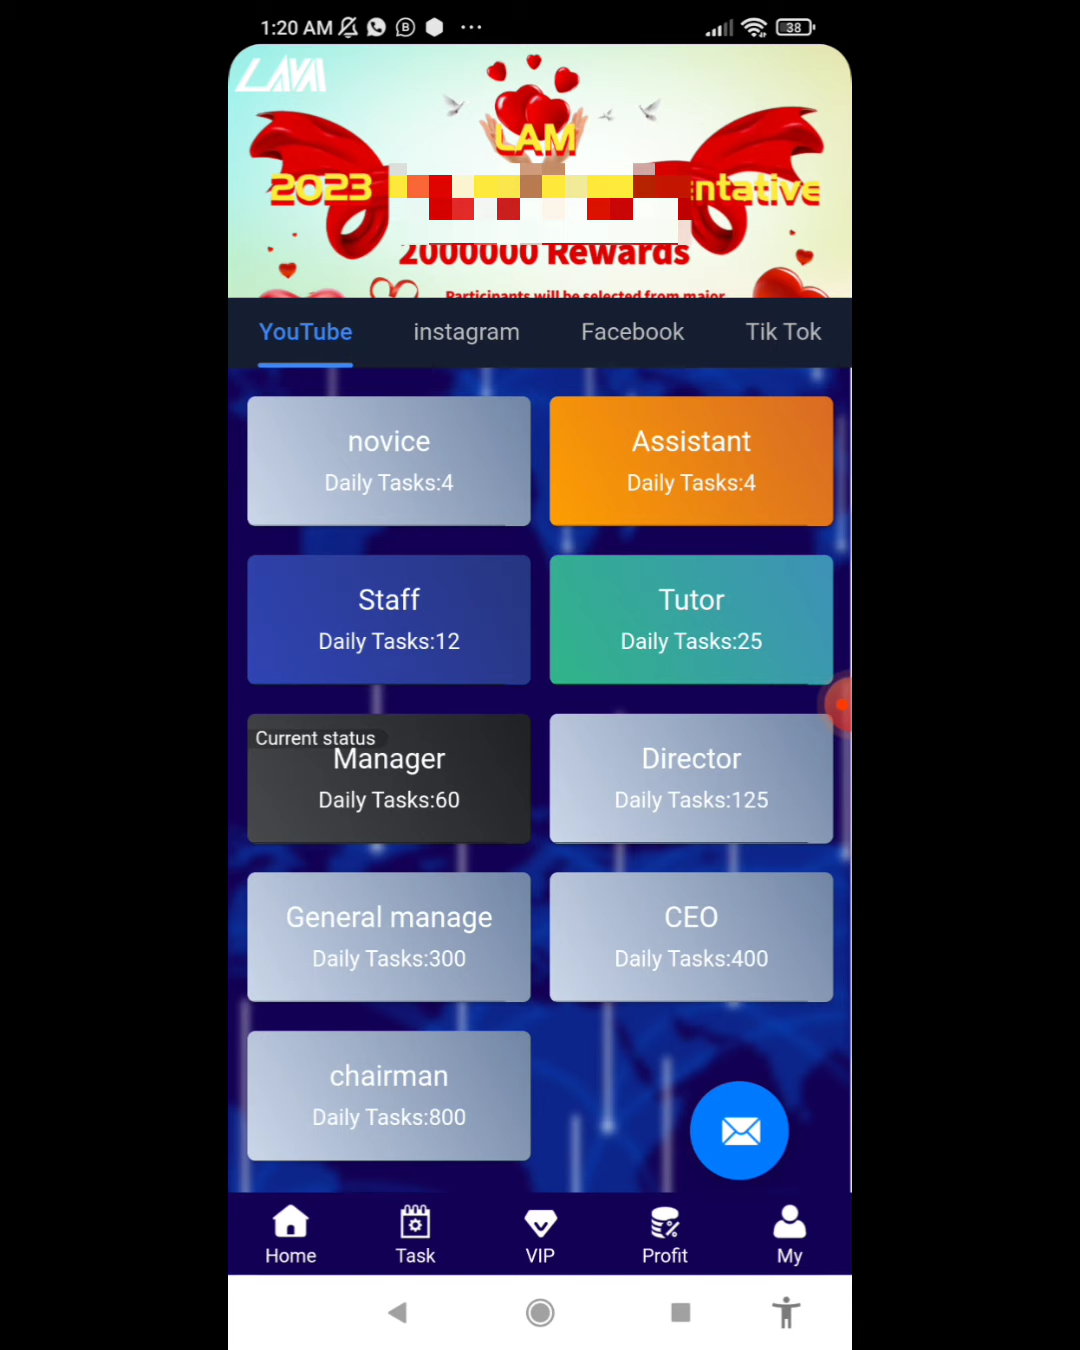 1:20 AM
38
LAM
LAM
2023
2000000 Rewards
Participants will be selected from major
YouTube instagram Facebook Tik Tok
novice
Daily Tasks:4
Assistant
Daily Tasks:4
Staff
Daily Tasks:12
Tutor
Daily Tasks:25
Current status
Manager
Daily Tasks:60
Director
Daily Tasks:125
General manage
Daily Tasks:300
CEO
Daily Tasks:400
chairman
Daily Tasks:800
Home Task VIP Profit My